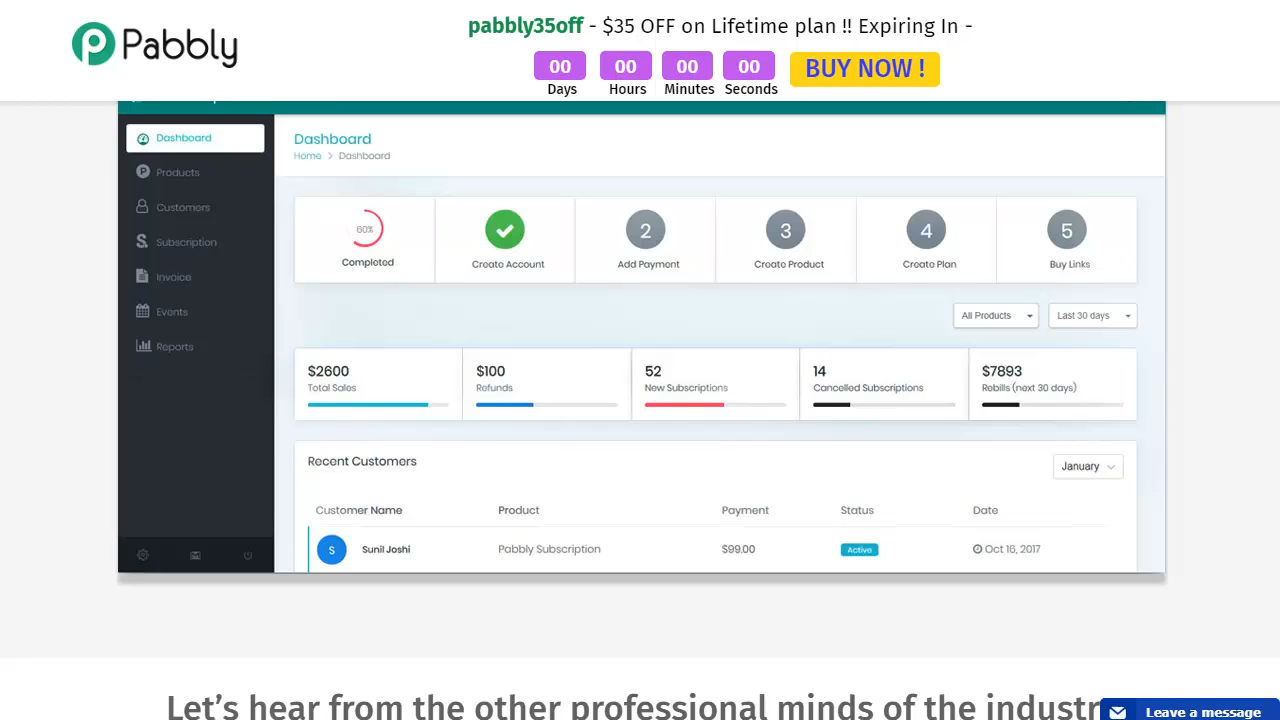 Pabbly
pabbly35off - $35 OFF on Lifetime plan !! Expiring In -
00 00 00 00
Days Hours Minutes Seconds
BUY NOW !
Dashboard
Products
Customers
Subscription
Invoice
Events
Reports
Dashboard
Home > Dashboard
60%
Completed
Create Account
2
Add Payment
3
Create Product
4
Create Plan
5
Buy Links
All Products
Last 30 days
$2600
Total Sales
$100
Refunds
52
New Subscriptions
14
Cancelled Subscriptions
$7893
Rebills (next 30 days)
Recent Customers
January
Customer Name Product Payment Status Date
S Sunil Joshi Pabbly Subscription $99.00 Active Oct 16, 2017
Let's hear from the other professional minds of the industr
Leave a message